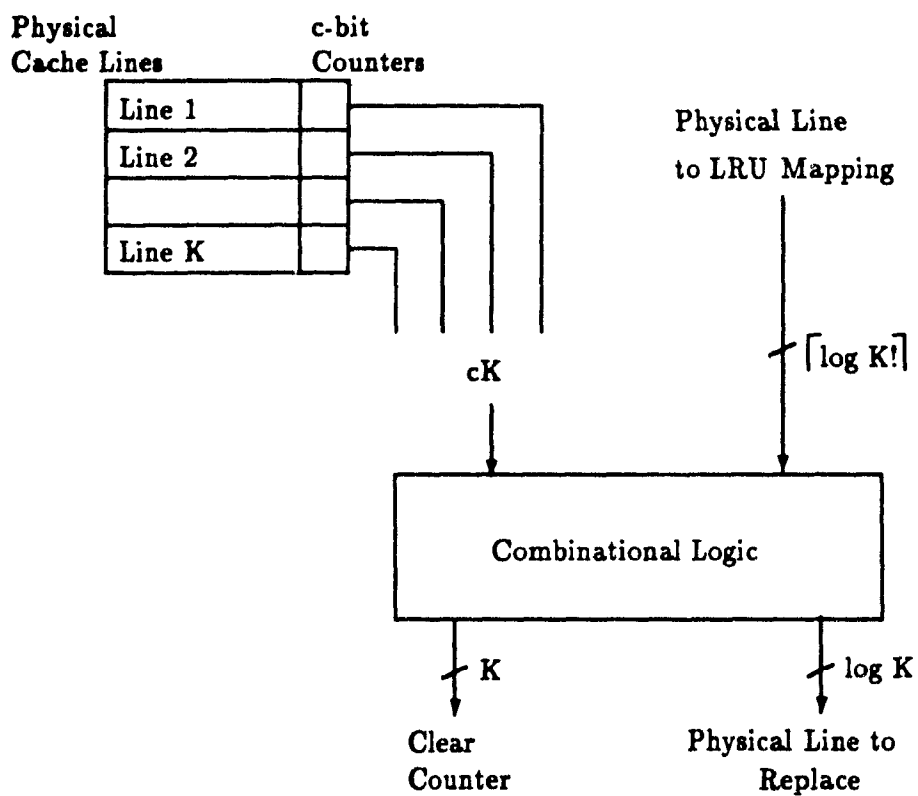 Physical
Cache Lines
c-bit
Counters
Line 1
Line 2
Line K
Physical Line
to LRU Mapping
cK
⌈log K!⌉
Combinational Logic
K
log K
Clear
Counter
Physical Line to
Replace